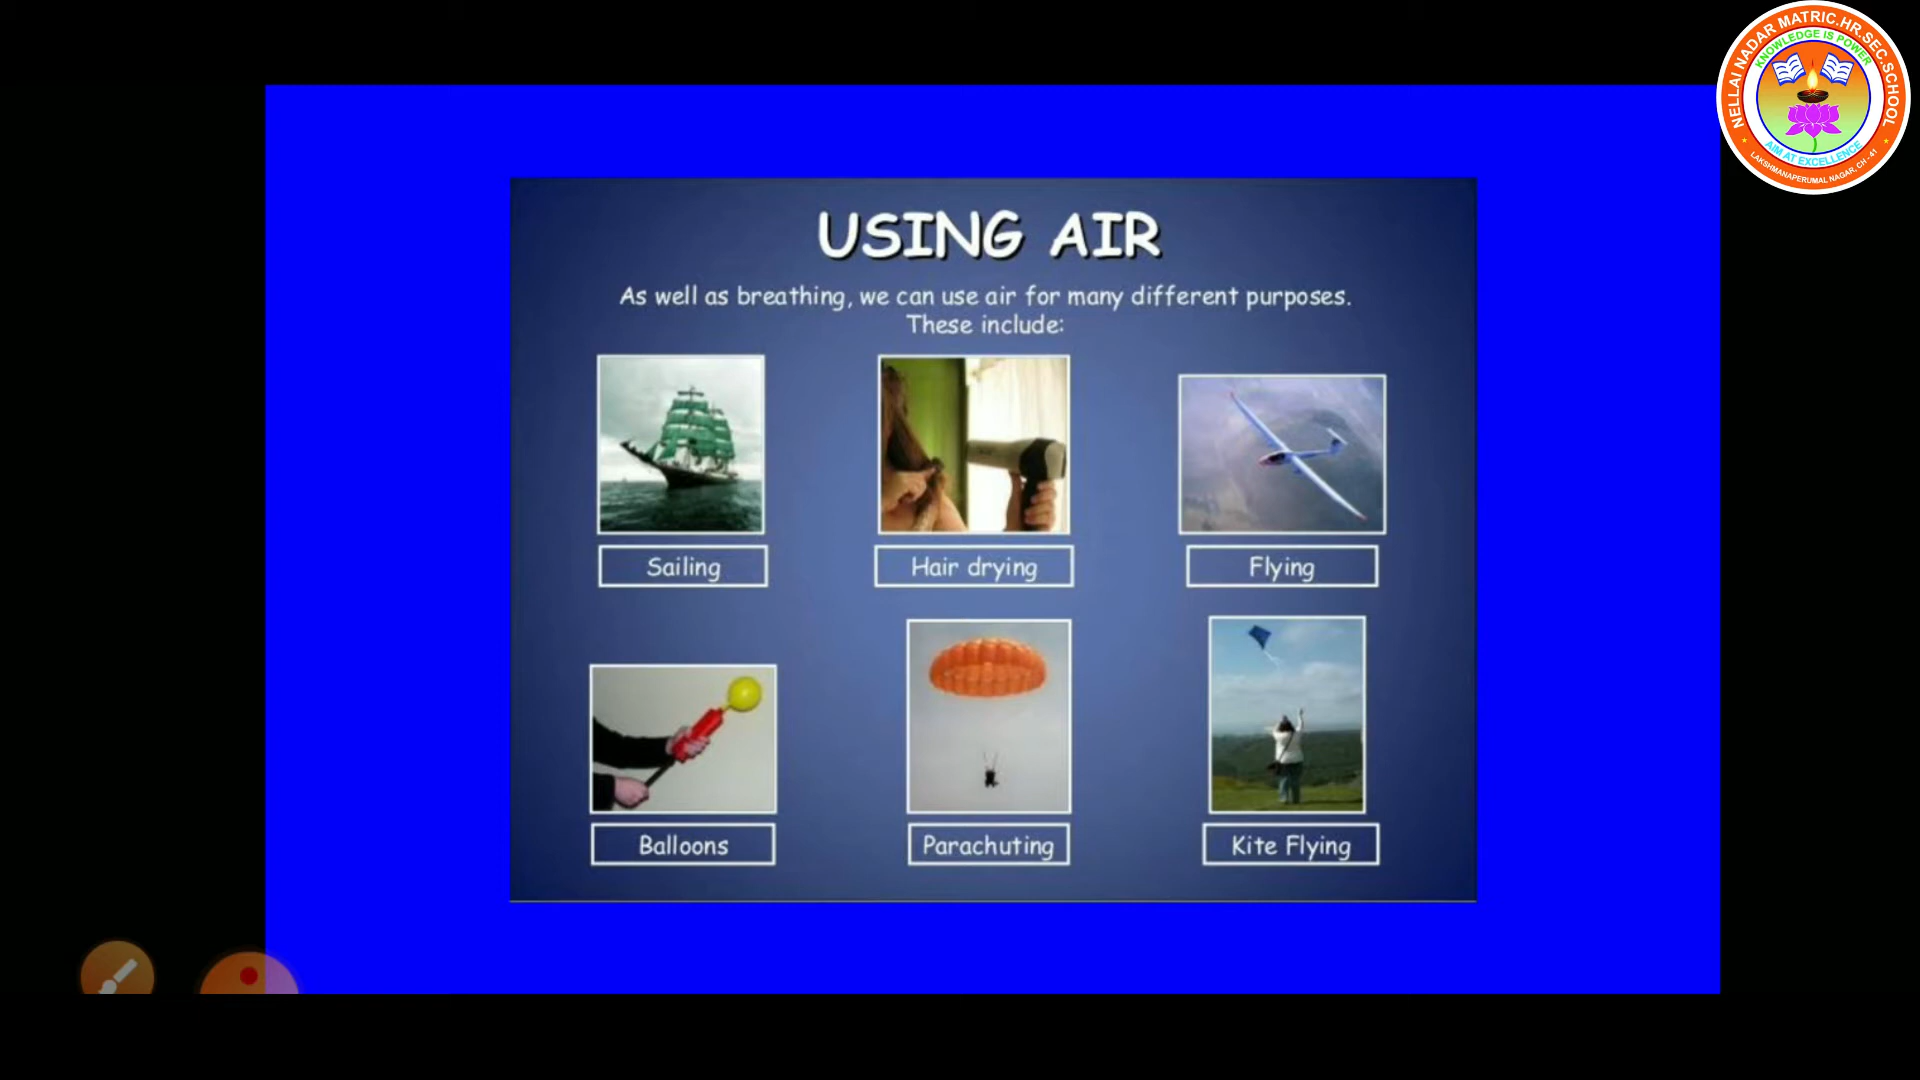 USING AIR
As well as breathing, we can use air for many different purposes.
These include:
Sailing
Hair drying
Flying
Balloons
Parachuting
Kite Flying
NELLAI NADAR MATRIC.HR.SEC.SCHOOL
KNOWLEDGE IS POWER
AIM AT EXCELLENCE
LAKSHMANAPERUMAL NAGAR, CH - 41